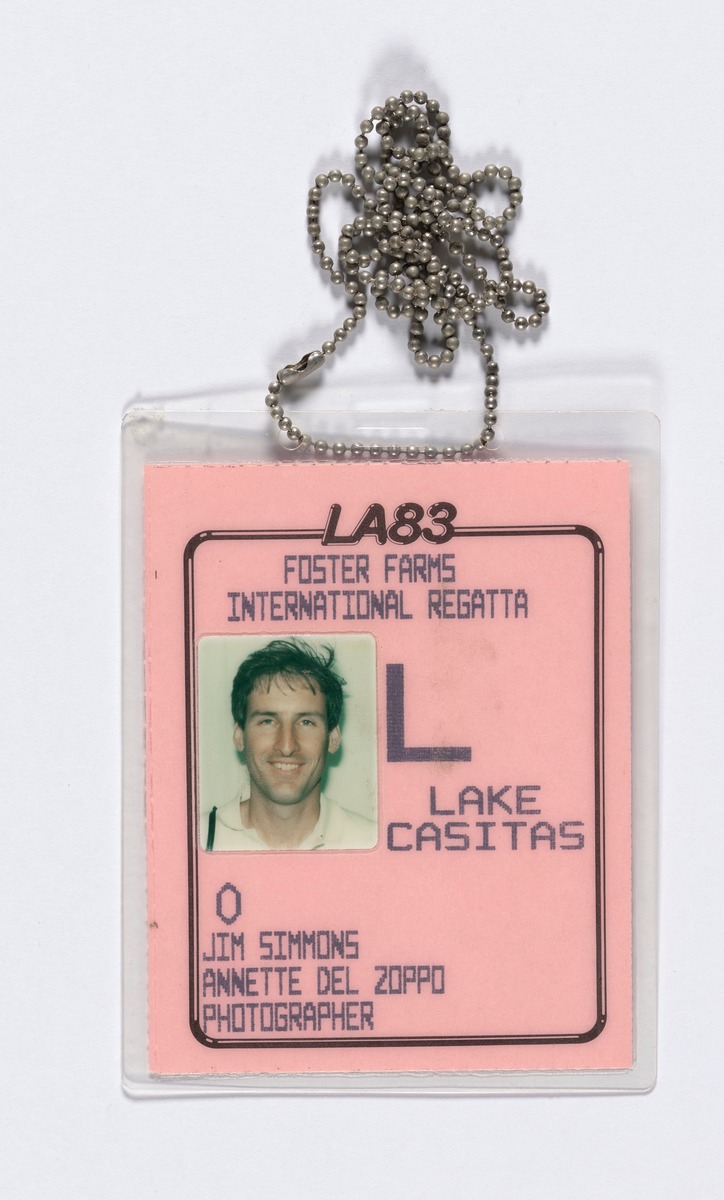 LA83
FOSTER FARMS
INTERNATIONAL REGATTA
L
LAKE
CASITAS
O
JIM SIMMONS
ANNETTE DEL ZOPPO
PHOTOGRAPHER